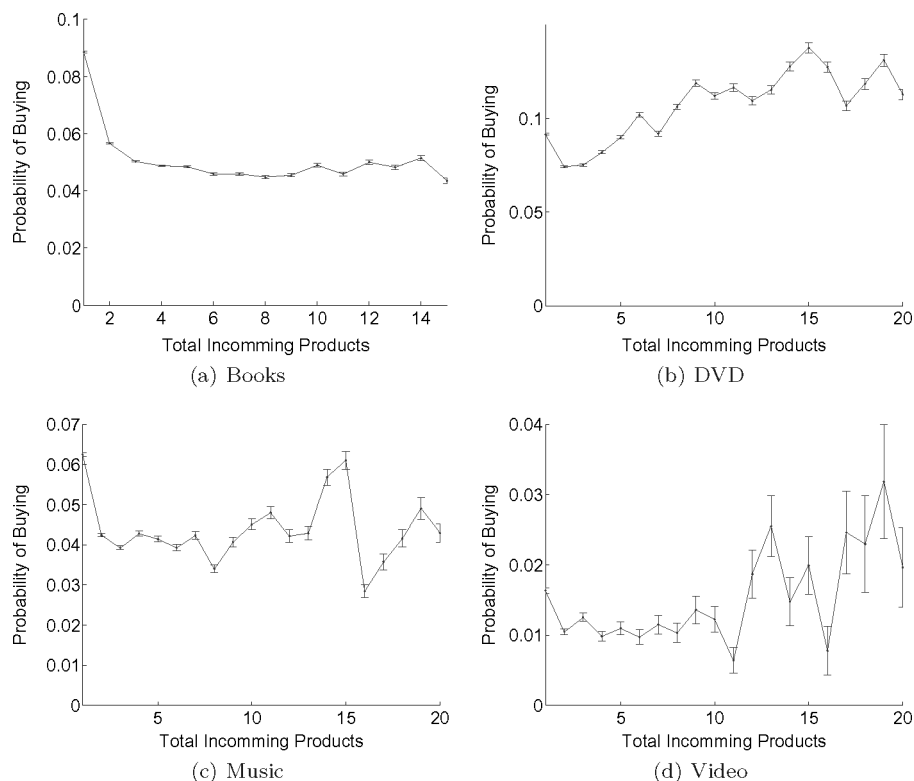 0.1
0.08
0.06
0.04
0.02
0
Probability of Buying
2 4 6 8 10 12 14
Total Incomming Products
(a) Books
0.1
0.05
0
Probability of Buying
5 10 15 20
Total Incomming Products
(b) DVD
0.07
0.06
0.05
0.04
0.03
0.02
0.01
0
Probability of Buying
5 10 15 20
Total Incomming Products
(c) Music
0.04
0.03
0.02
0.01
0
Probability of Buying
5 10 15 20
Total Incomming Products
(d) Video